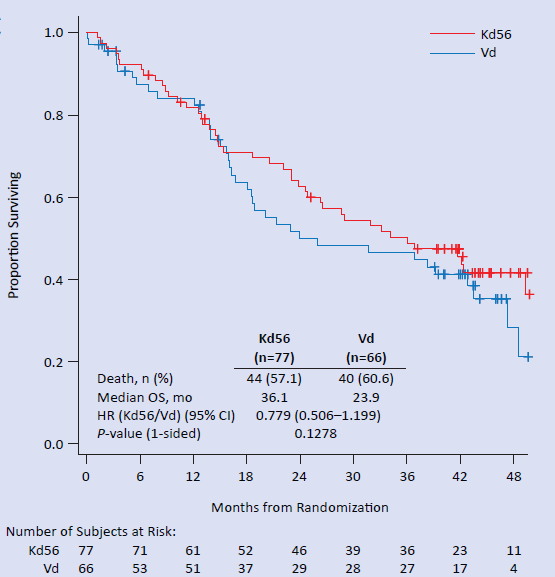 1.0
0.8
0.6
0.4
0.2
0.0
Proportion Surviving
Kd56
Vd
Kd56 Vd
(n=77) (n=66)
Death, n (%) 44 (57.1) 40 (60.6)
Median OS, mo 36.1 23.9
HR (Kd56/Vd) (95% CI) 0.779 (0.506–1.199)
P-value (1-sided) 0.1278
0 6 12 18 24 30 36 42 48
Months from Randomization
Number of Subjects at Risk:
Kd56 77 71 61 52 46 39 36 23 11
Vd 66 53 51 37 29 28 27 17 4